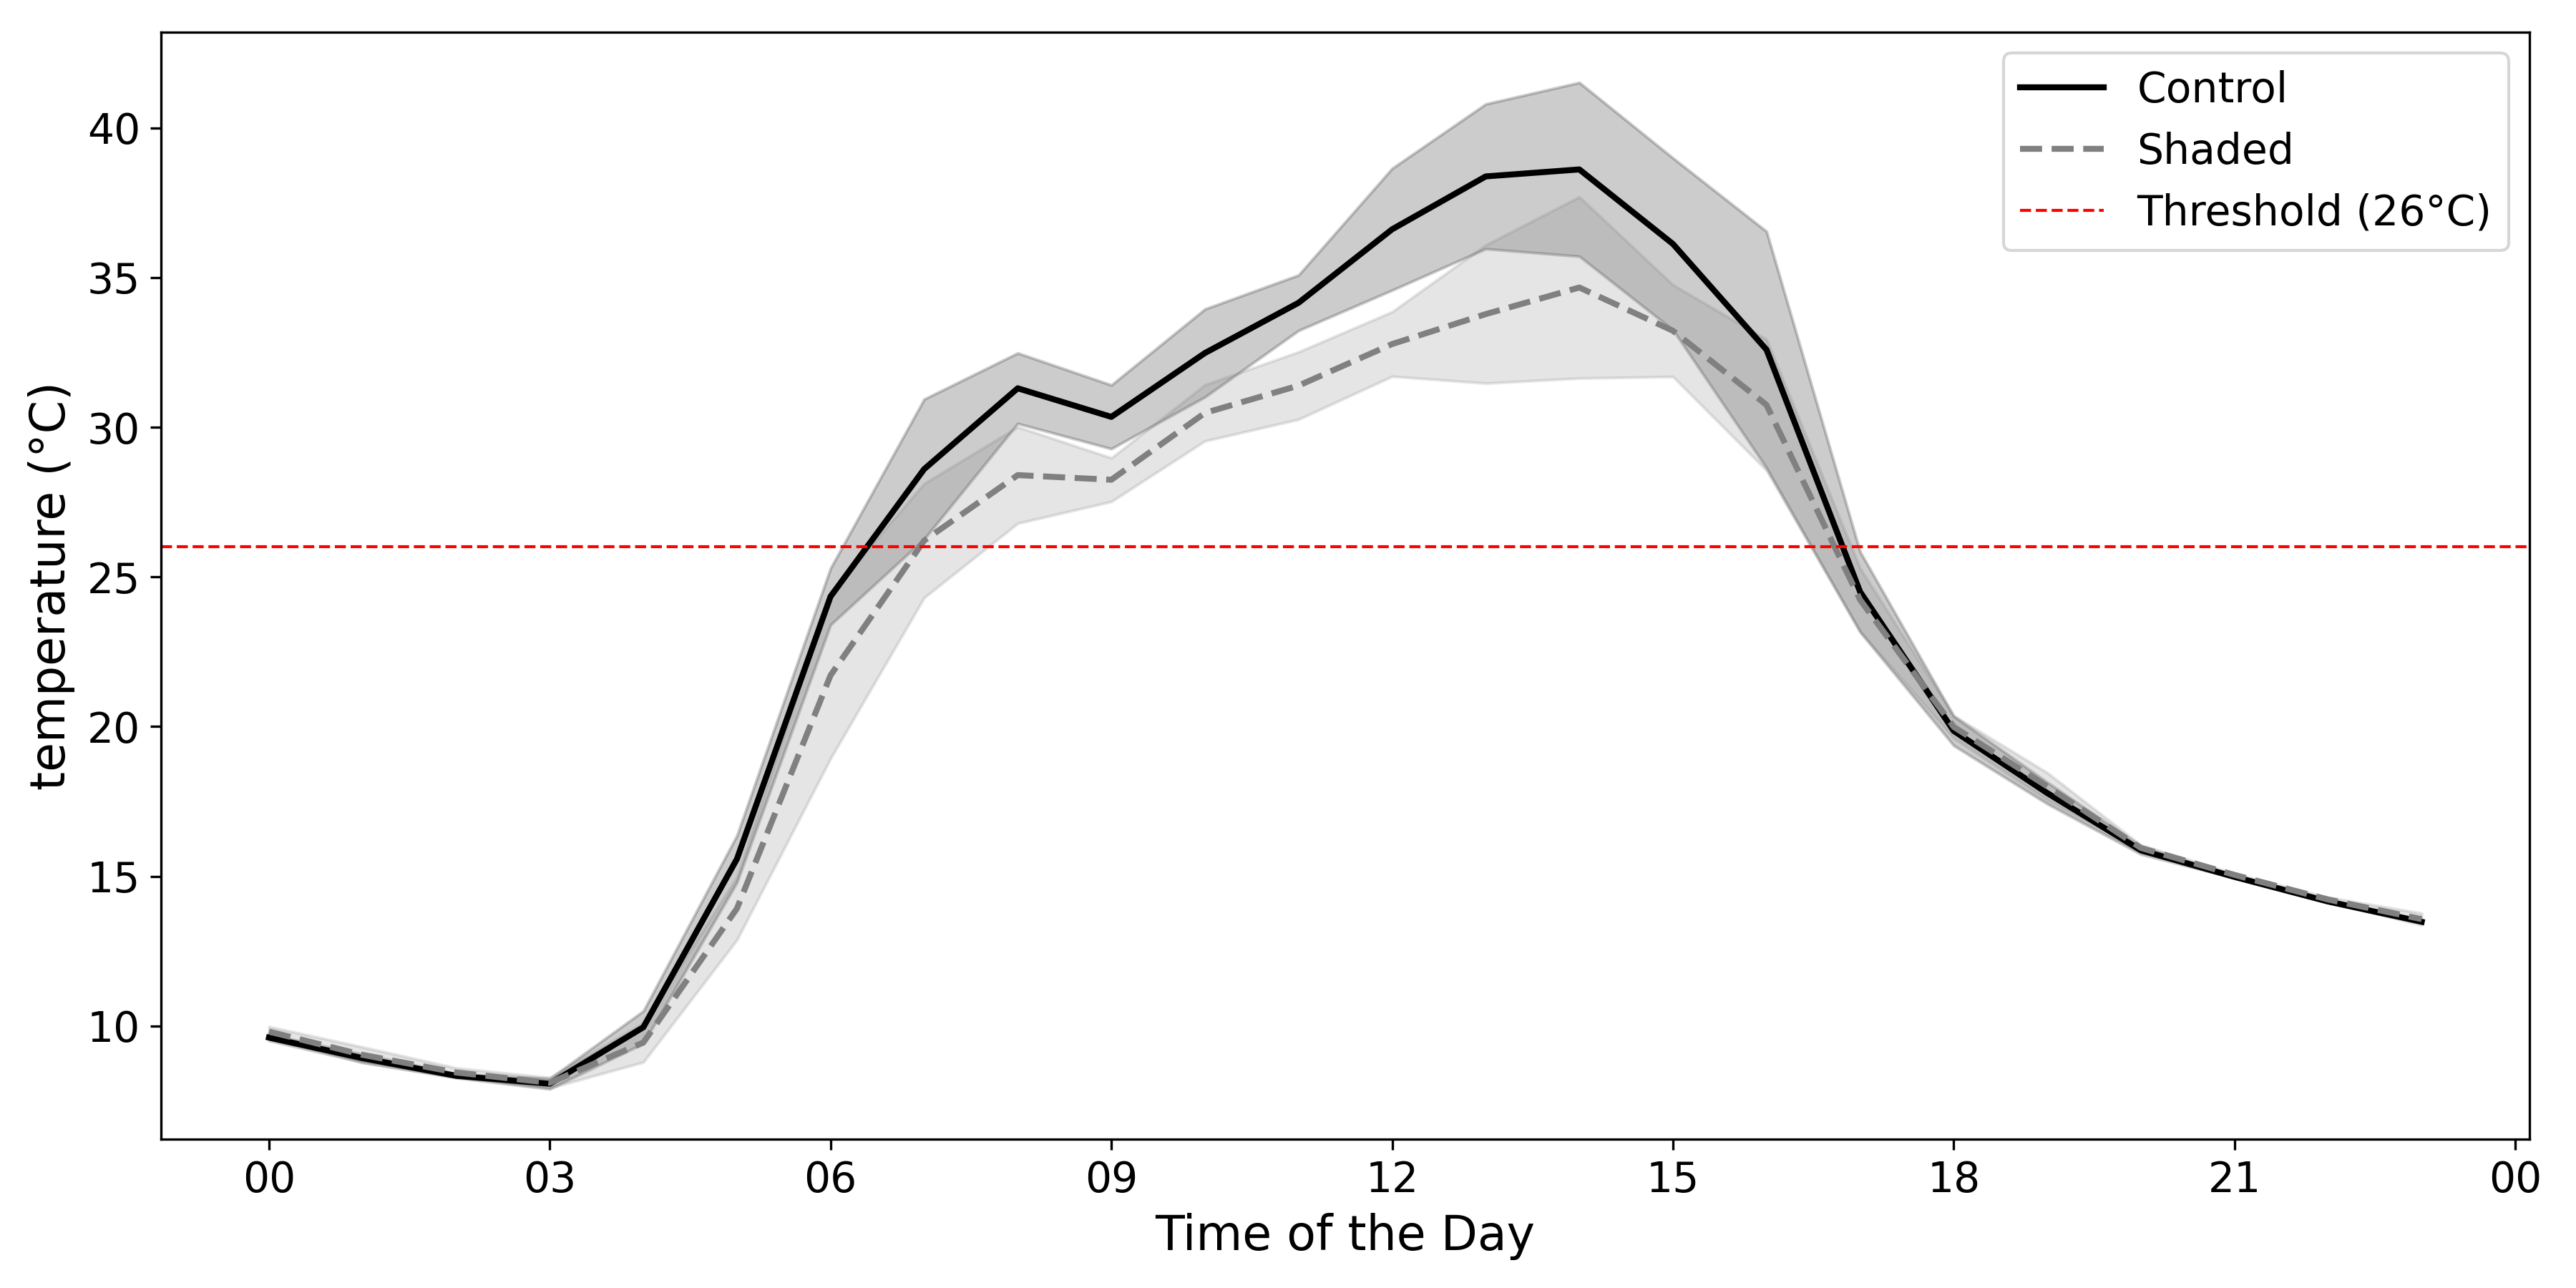 Control
Shaded
Threshold (26°C)
temperature (°C)
40
35
30
25
20
15
10
00 03 06 09 12 15 18 21 00
Time of the Day